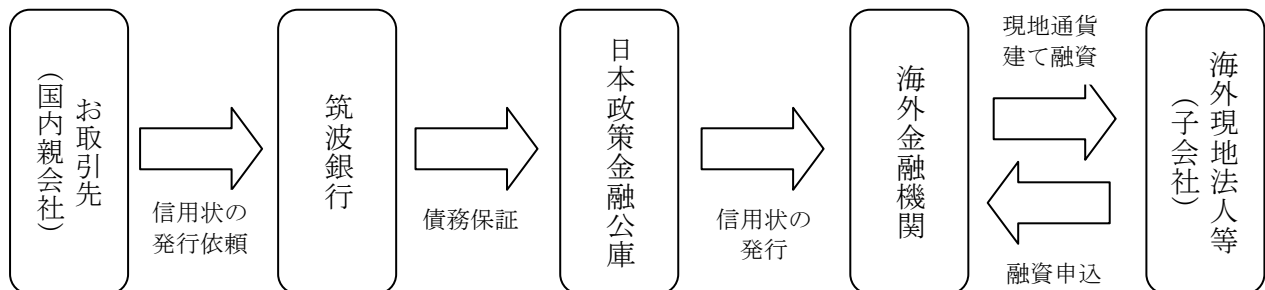 お取引先
(国内親会社)
信用状の
発行依頼
筑波銀行
債務保証
日本政策金融公庫
信用状の
発行
海外金融機関
現地通貨
建て融資
融資申込
海外現地法人等
(子会社)